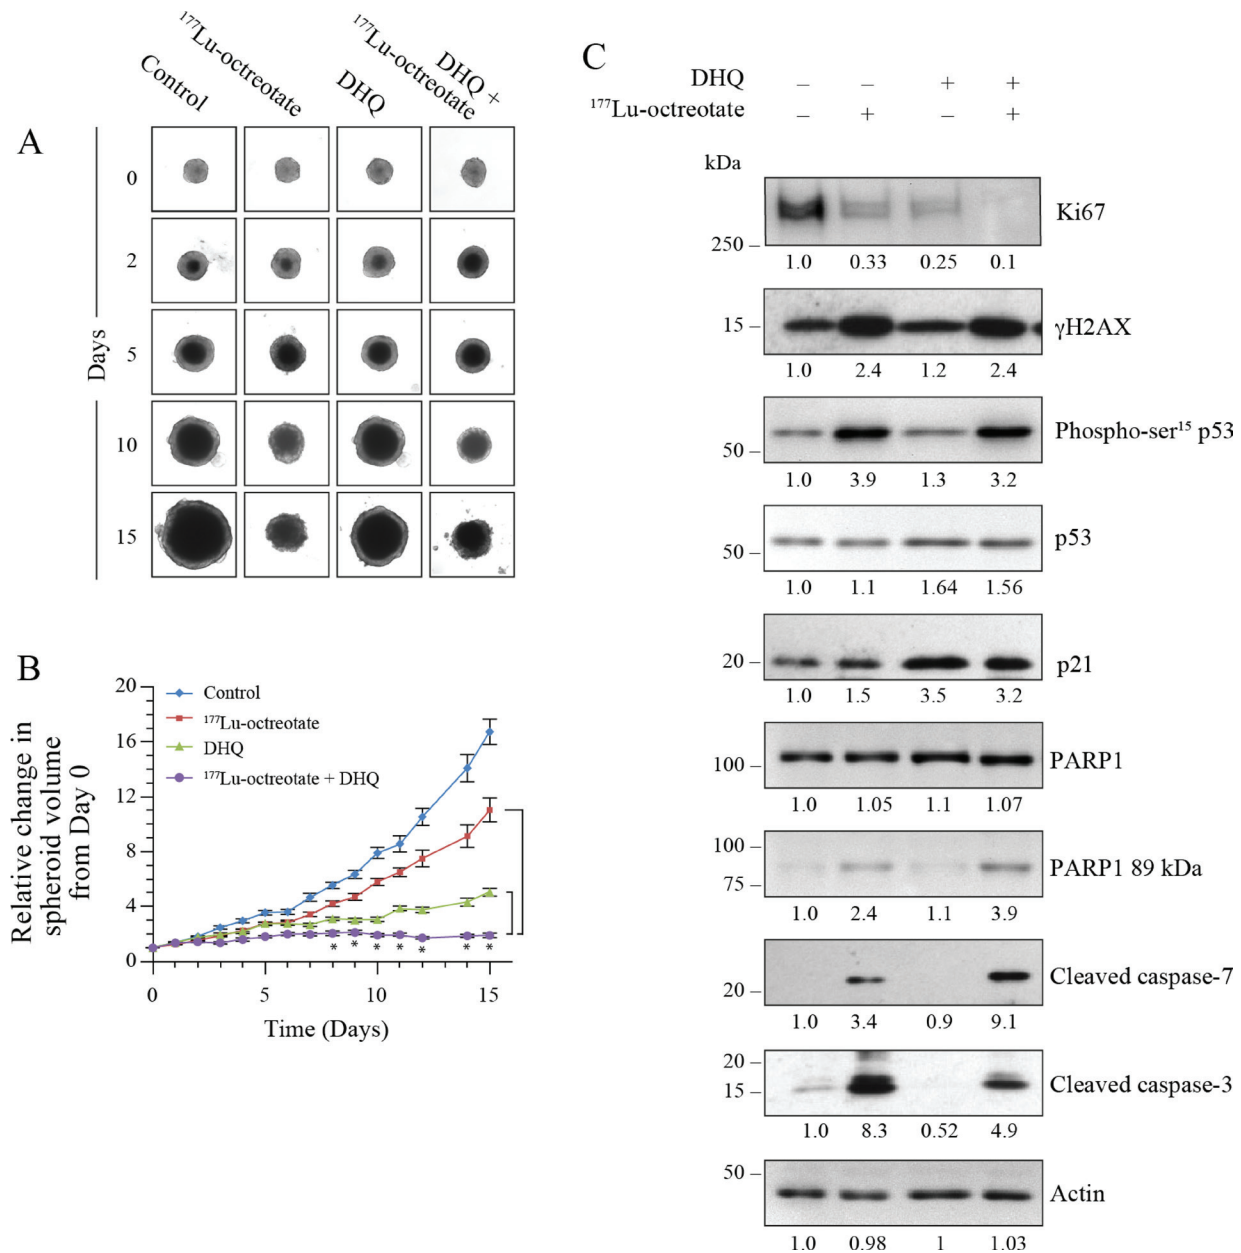 A
Control
¹⁷⁷Lu-octreotate
DHQ
DHQ +
¹⁷⁷Lu-octreotate
Days
0
2
5
10
15
B
Relative change in
spheroid volume
from Day 0
20
16
12
8
4
0
Control
¹⁷⁷Lu-octreotate
DHQ
¹⁷⁷Lu-octreotate + DHQ
* * * * * * *
0 5 10 15
Time (Days)
C
DHQ – – + +
¹⁷⁷Lu-octreotate – + – +
kDa
Ki67
250 –
1.0 0.33 0.25 0.1
15 – γH2AX
1.0 2.4 1.2 2.4
Phospho-ser¹⁵ p53
50 –
1.0 3.9 1.3 3.2
p53
50 –
1.0 1.1 1.64 1.56
20 – p21
1.0 1.5 3.5 3.2
100 – PARP1
1.0 1.05 1.1 1.07
100 –
PARP1 89 kDa
75 –
1.0 2.4 1.1 3.9
Cleaved caspase-7
20 –
1.0 3.4 0.9 9.1
20 –
Cleaved caspase-3
15 –
1.0 8.3 0.52 4.9
50 –
Actin
1.0 0.98 1 1.03